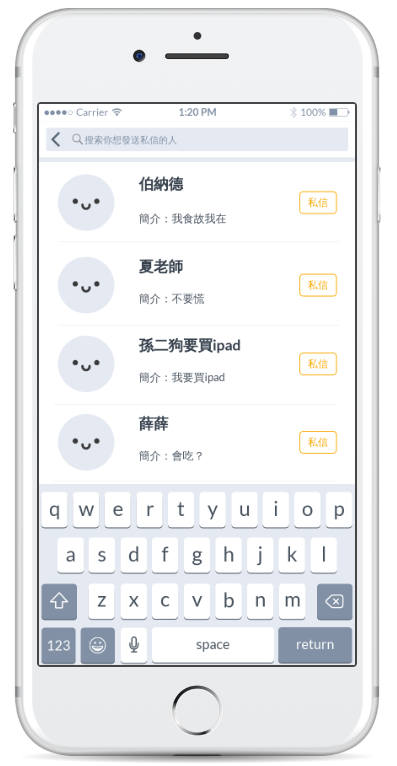 Carrier 1:20 PM 100%
搜索你想發送私信的人
伯納德
簡介：我食故我在
私信
夏老師
簡介：不要慌
私信
孫二狗要買ipad
簡介：我要買ipad
私信
薛薛
簡介：會吃？
私信
q w e r t y u i o p
a s d f g h j k l
z x c v b n m
123 space return